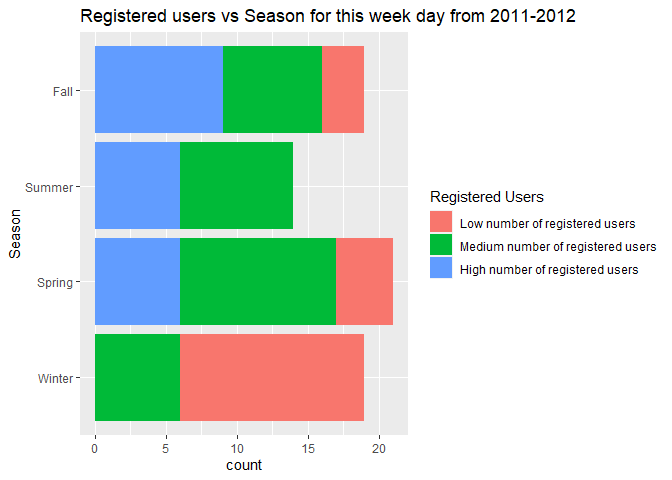 Registered users vs Season for this week day from 2011-2012
Season
Fall
Summer
Spring
Winter
0 5 10 15 20
count
Registered Users
Low number of registered users
Medium number of registered users
High number of registered users